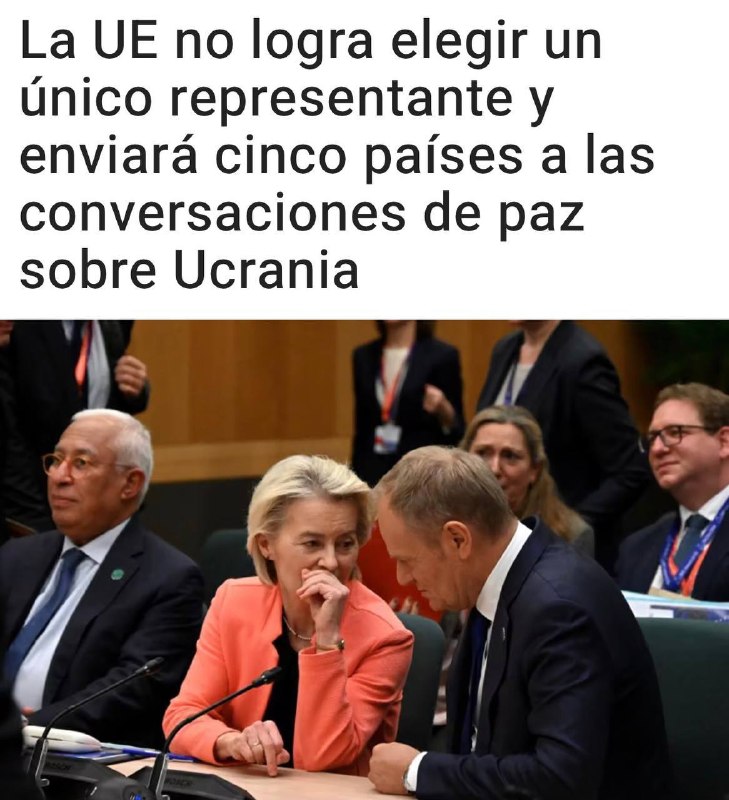 La UE no logra elegir un
único representante y
enviará cinco países a las
conversaciones de paz
sobre Ucrania